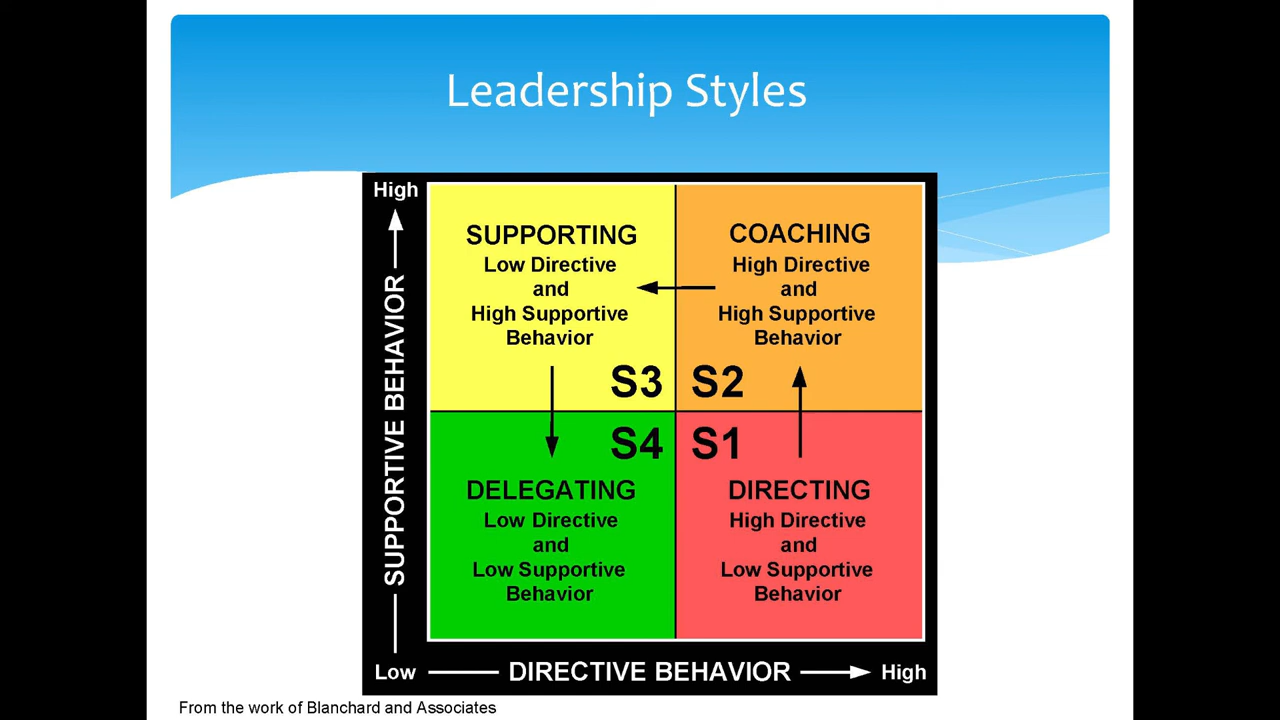 Leadership Styles
High
SUPPORTIVE BEHAVIOR
SUPPORTING
Low Directive
and
High Supportive
Behavior
S3
COACHING
High Directive
and
High Supportive
Behavior
S2
S4
DELEGATING
Low Directive
and
Low Supportive
Behavior
S1
DIRECTING
High Directive
and
Low Supportive
Behavior
Low
DIRECTIVE BEHAVIOR
High
From the work of Blanchard and Associates